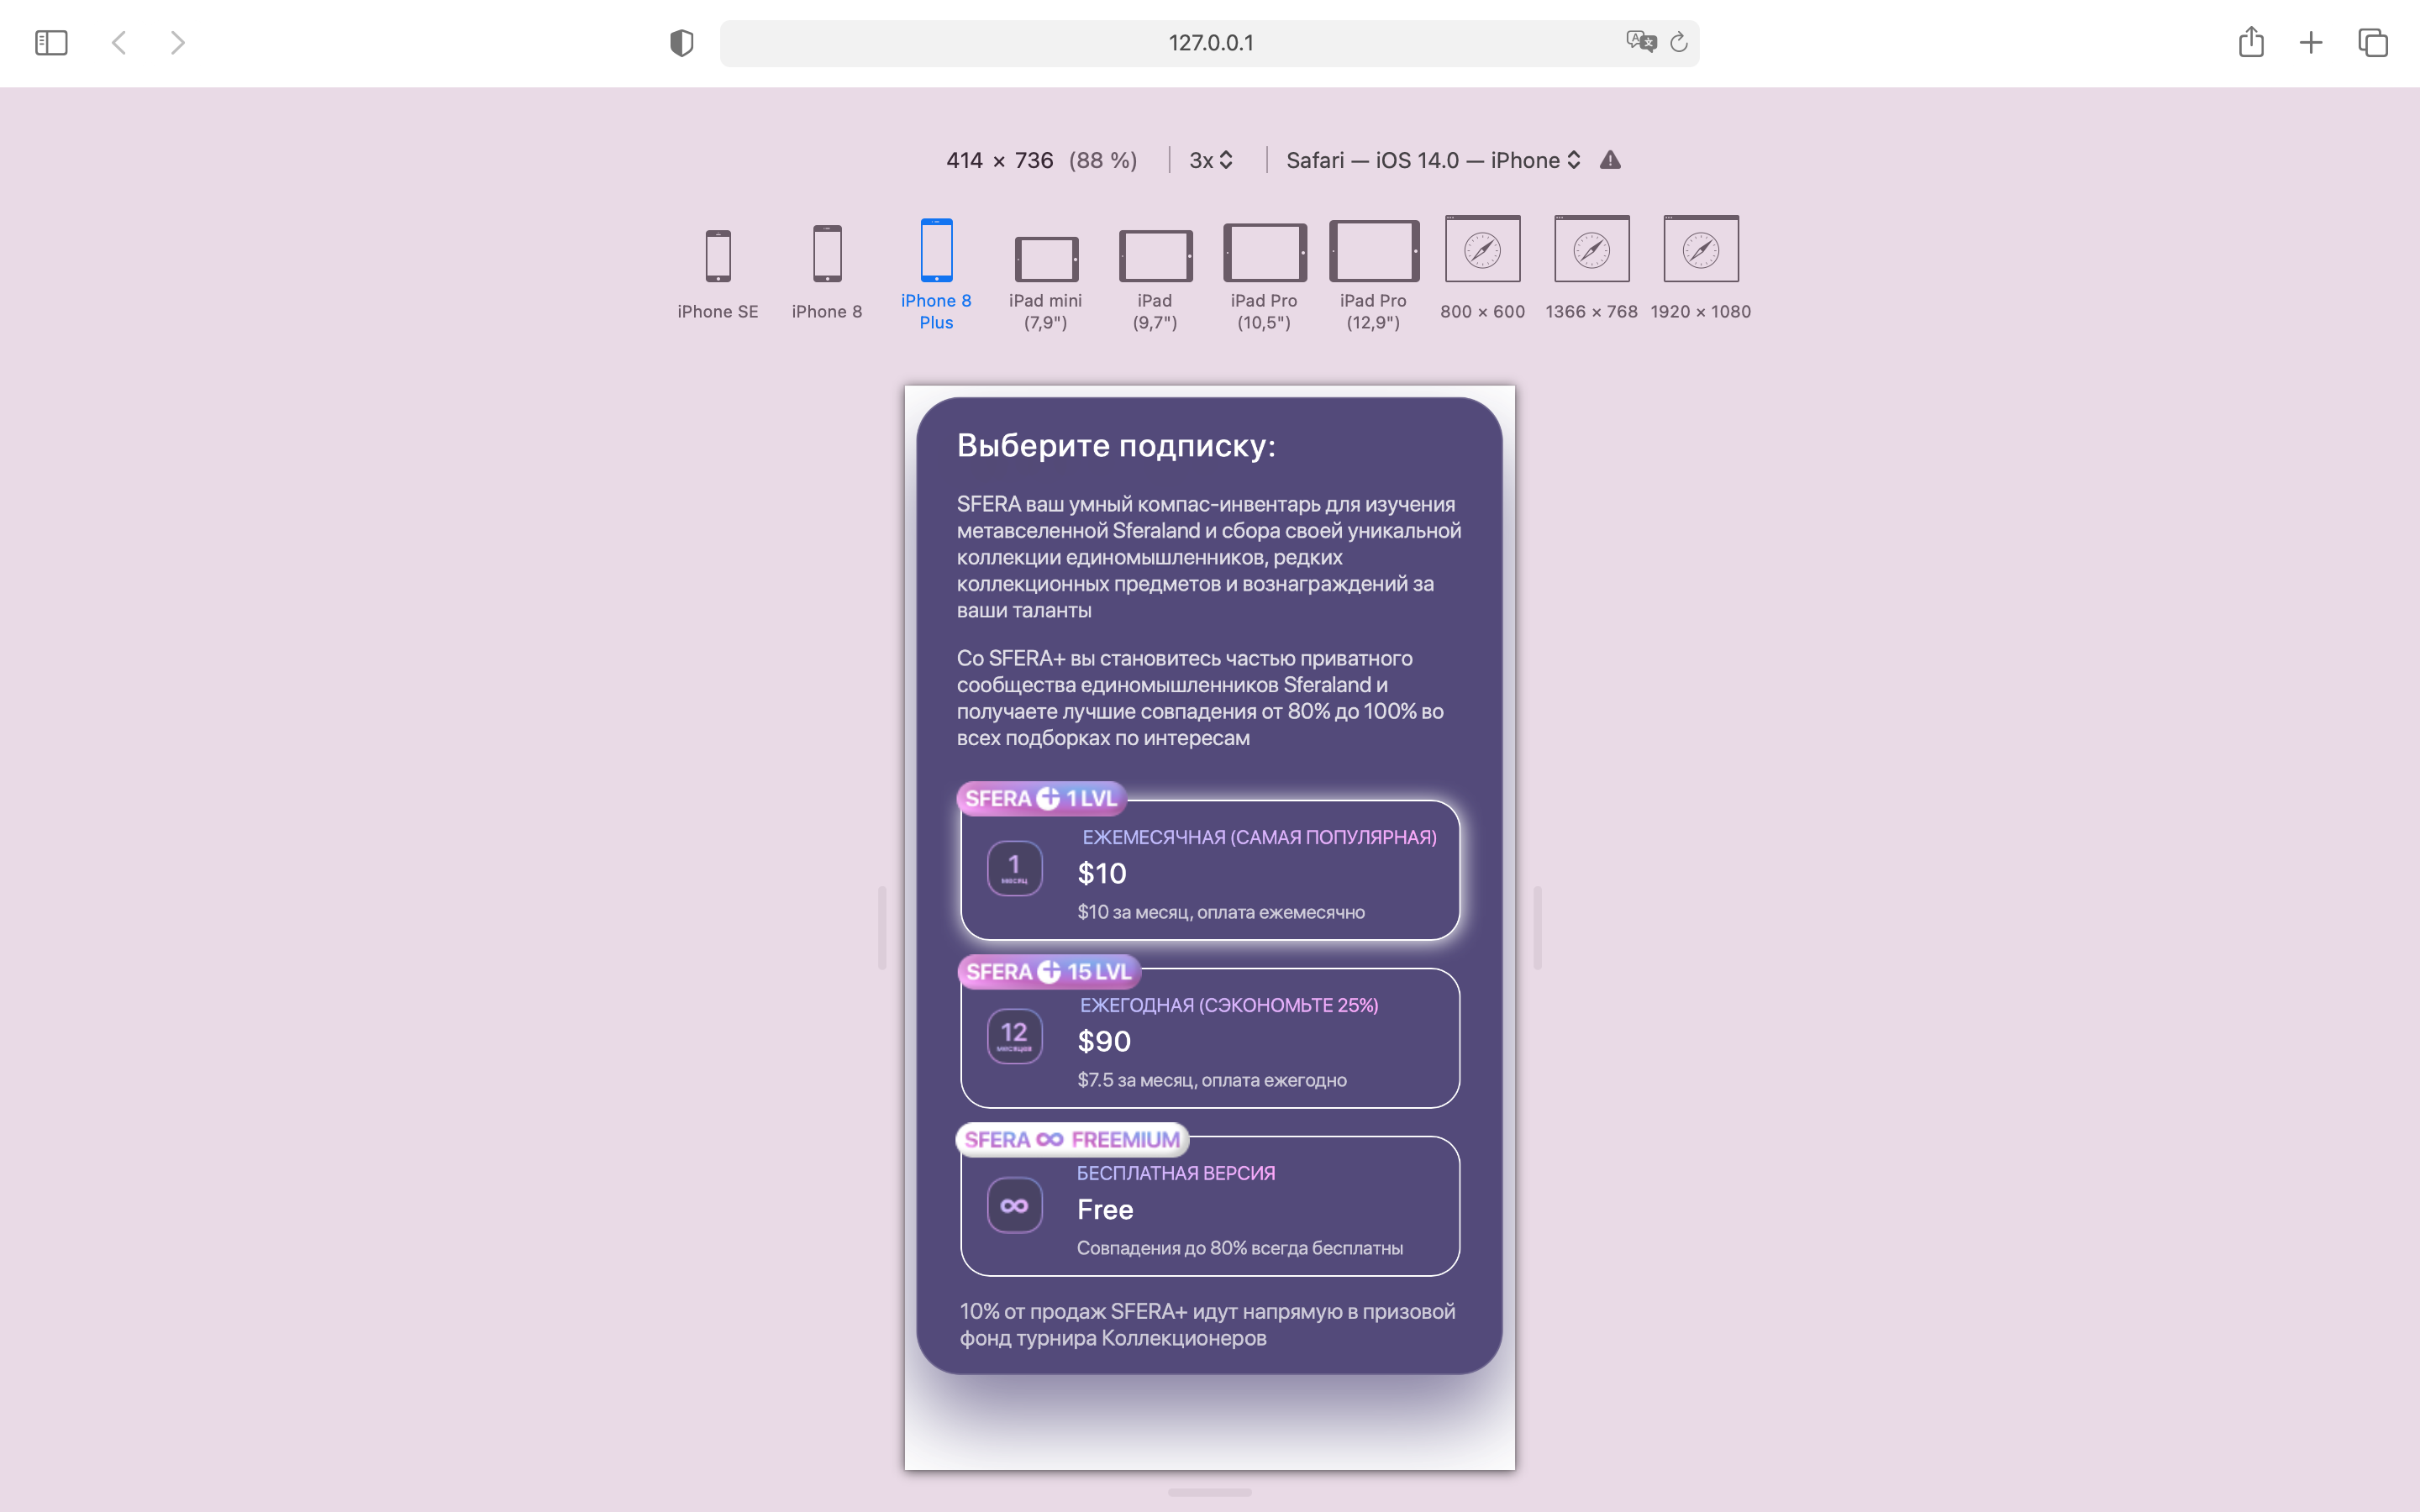 127.0.0.1
414 × 736 (88 %) 3x Safari — iOS 14.0 — iPhone
iPhone SE
iPhone 8
iPhone 8
Plus
iPad mini
(7,9")
iPad
(9,7")
iPad Pro
(10,5")
iPad Pro
(12,9")
800 × 600
1366 × 768
1920 × 1080
Выберите подписку:
SFERA ваш умный компас-инвентарь для изучения
метавселенной Sferaland и сбора своей уникальной
коллекции единомышленников, редких
коллекционных предметов и вознаграждений за
ваши таланты
Со SFERA+ вы становитесь частью приватного
сообщества единомышленников Sferaland и
получаете лучшие совпадения от 80% до 100% во
всех подборках по интересам
SFERA + 1 LVL
ЕЖЕМЕСЯЧНАЯ (САМАЯ ПОПУЛЯРНАЯ)
1
месяц
$10
$10 за месяц, оплата ежемесячно
SFERA + 15 LVL
ЕЖЕГОДНАЯ (СЭКОНОМЬТЕ 25%)
12
месяцев
$90
$7.5 за месяц, оплата ежегодно
SFERA ∞ FREEMIUM
БЕСПЛАТНАЯ ВЕРСИЯ
∞
Free
Совпадения до 80% всегда бесплатны
10% от продаж SFERA+ идут напрямую в призовой
фонд турнира Коллекционеров